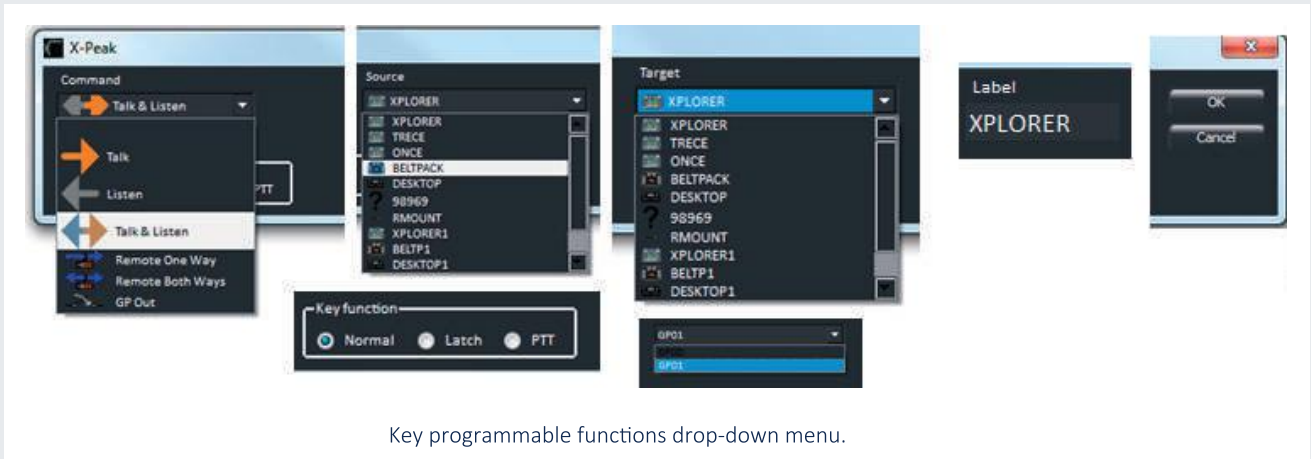 X-Peak
Command
Talk & Listen
Talk
Listen
Talk & Listen
Remote One Way
Remote Both Ways
GP Out
PTT
Source
XPLORER
XPLORER
TRECE
ONCE
BELTPACK
DESKTOP
98969
RMOUNT
XPLORER1
BELTP1
DESKTOP1
Key function
Normal Latch PTT
Target
XPLORER
XPLORER
TRECE
ONCE
BELTPACK
DESKTOP
98969
RMOUNT
XPLORER1
BELTP1
DESKTOP1
GPO1
GPO1
Label
XPLORER
OK
Cancel
Key programmable functions drop-down menu.